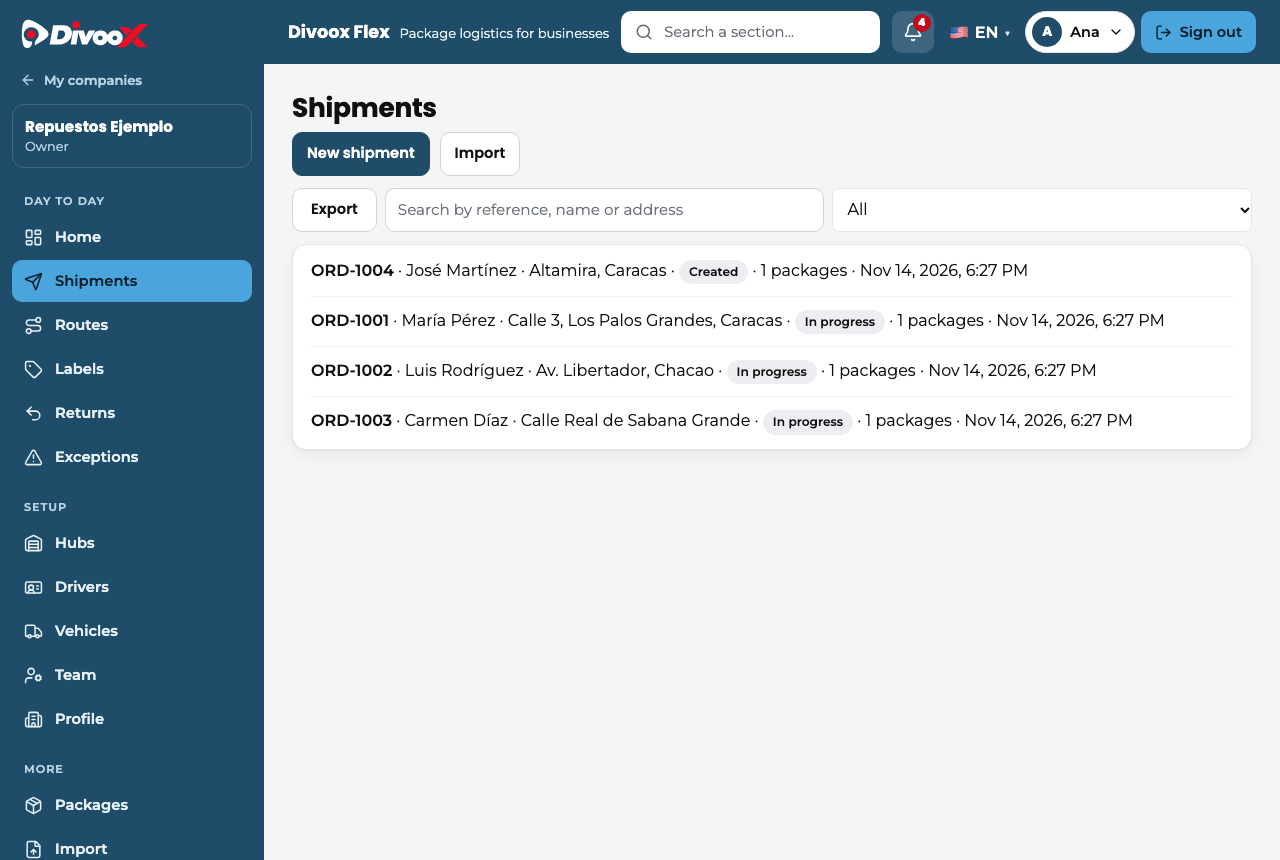 DivooX
Divoox Flex Package logistics for businesses
Search a section...
4
EN
A Ana
Sign out
My companies
Repuestos Ejemplo
Owner
DAY TO DAY
Home
Shipments
Routes
Labels
Returns
Exceptions
SETUP
Hubs
Drivers
Vehicles
Team
Profile
MORE
Packages
Import
Shipments
New shipment
Import
Export
Search by reference, name or address
All
ORD-1004 · José Martínez · Altamira, Caracas · Created · 1 packages · Nov 14, 2026, 6:27 PM
ORD-1001 · María Pérez · Calle 3, Los Palos Grandes, Caracas · In progress · 1 packages · Nov 14, 2026, 6:27 PM
ORD-1002 · Luis Rodríguez · Av. Libertador, Chacao · In progress · 1 packages · Nov 14, 2026, 6:27 PM
ORD-1003 · Carmen Díaz · Calle Real de Sabana Grande · In progress · 1 packages · Nov 14, 2026, 6:27 PM